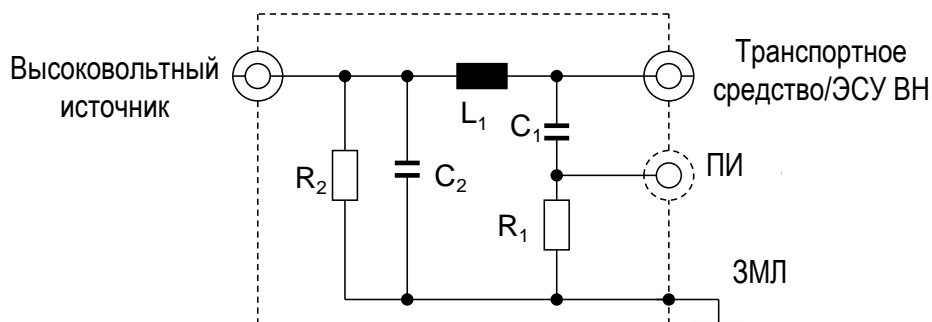 Высоковольтный
источник
Транспортное
средство/ЭСУ ВН
L1
C1
ПИ
R2
C2
R1
ЗМЛ